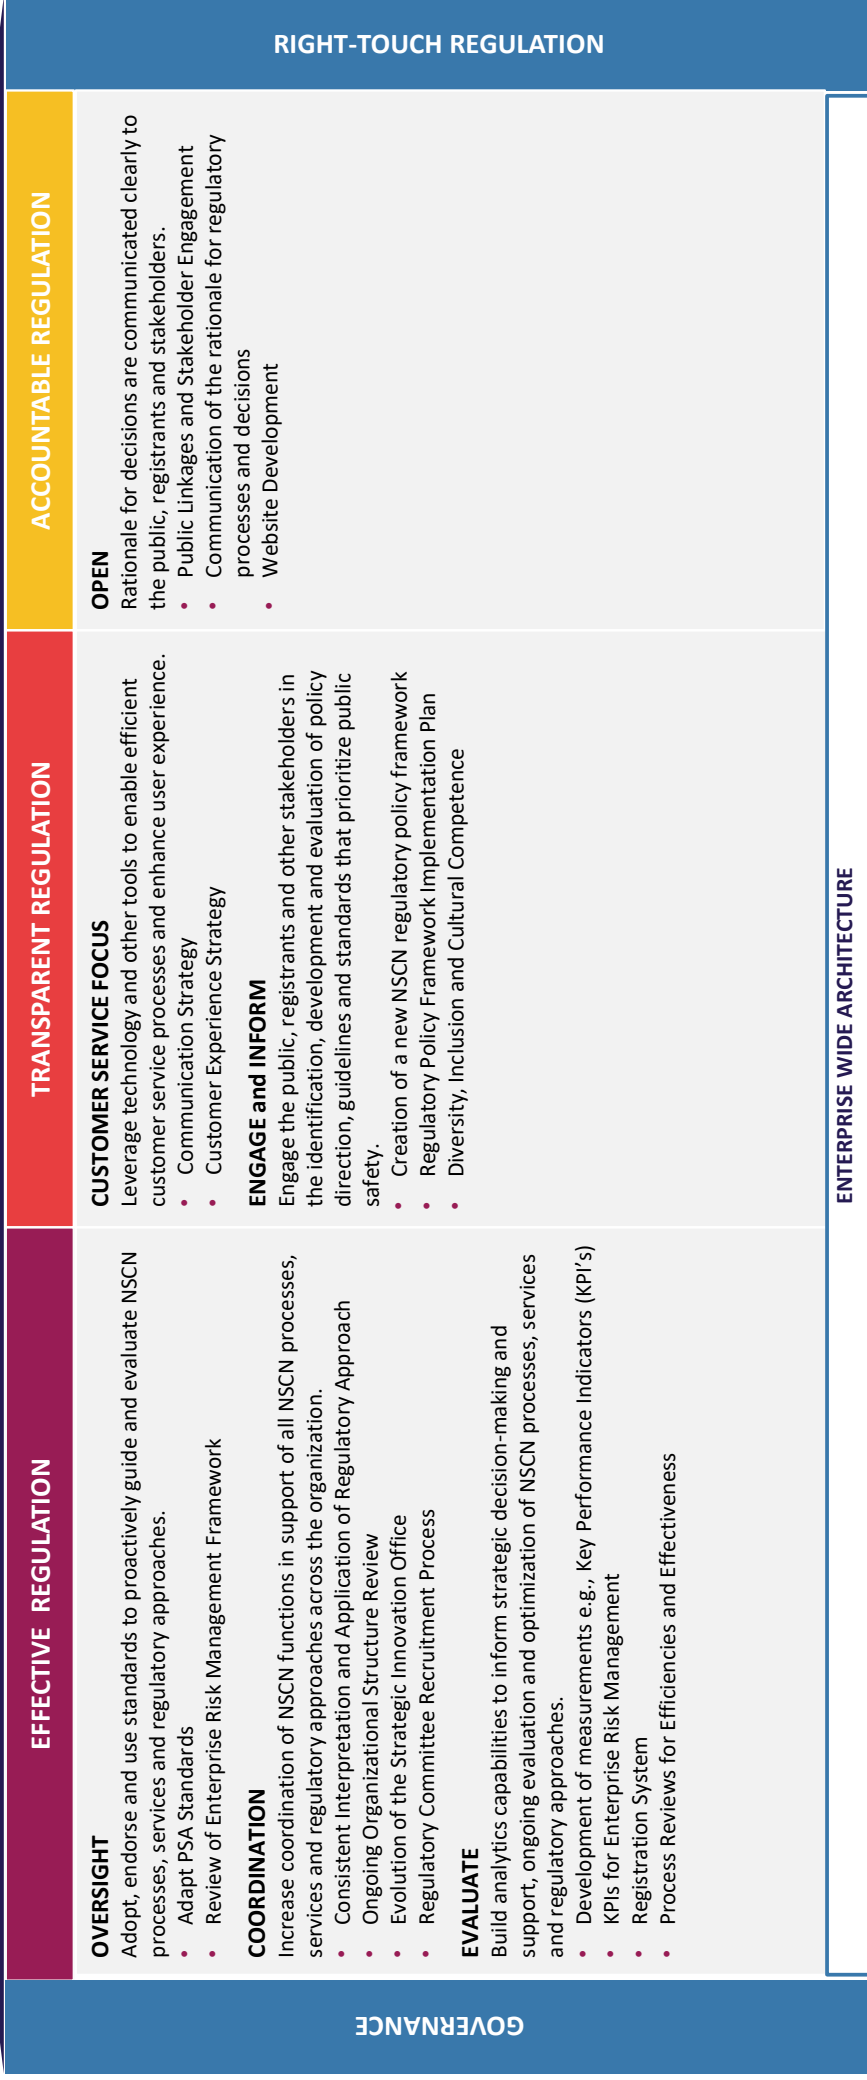 GOVERNANCE
EFFECTIVE REGULATION
OVERSIGHT
Adopt, endorse and use standards to proactively guide and evaluate NSCN
processes, services and regulatory approaches.
• Adapt PSA Standards
• Review of Enterprise Risk Management Framework
COORDINATION
Increase coordination of NSCN functions in support of all NSCN processes,
services and regulatory approaches across the organization.
• Consistent Interpretation and Application of Regulatory Approach
• Ongoing Organizational Structure Review
• Evolution of the Strategic Innovation Office
• Regulatory Committee Recruitment Process
EVALUATE
Build analytics capabilities to inform strategic decision-making and
support, ongoing evaluation and optimization of NSCN processes, services
and regulatory approaches.
• Development of measurements e.g., Key Performance Indicators (KPI's)
• KPIs for Enterprise Risk Management
• Registration System
• Process Reviews for Efficiencies and Effectiveness
TRANSPARENT REGULATION
CUSTOMER SERVICE FOCUS
Leverage technology and other tools to enable efficient
customer service processes and enhance user experience.
• Communication Strategy
• Customer Experience Strategy
ENGAGE and INFORM
Engage the public, registrants and other stakeholders in
the identification, development and evaluation of policy
direction, guidelines and standards that prioritize public
safety.
• Creation of a new NSCN regulatory policy framework
• Regulatory Policy Framework Implementation Plan
• Diversity, Inclusion and Cultural Competence
ACCOUNTABLE REGULATION
OPEN
Rationale for decisions are communicated clearly to
the public, registrants and stakeholders.
• Public Linkages and Stakeholder Engagement
• Communication of the rationale for regulatory
processes and decisions
• Website Development
RIGHT-TOUCH REGULATION
ENTERPRISE WIDE ARCHITECTURE